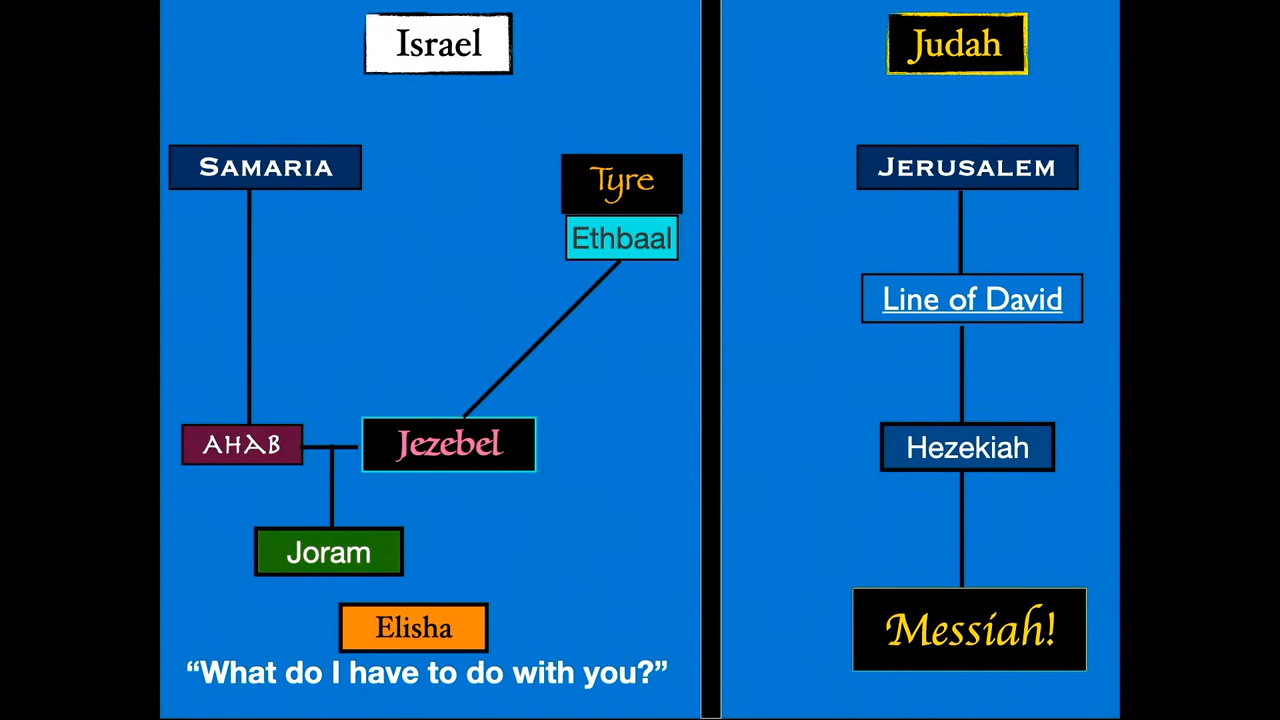 Israel
SAMARIA
Tyre
Ethbaal
AHAB
Jezebel
Joram
Elisha
“What do I have to do with you?”
Judah
JERUSALEM
Line of David
Hezekiah
Messiah!